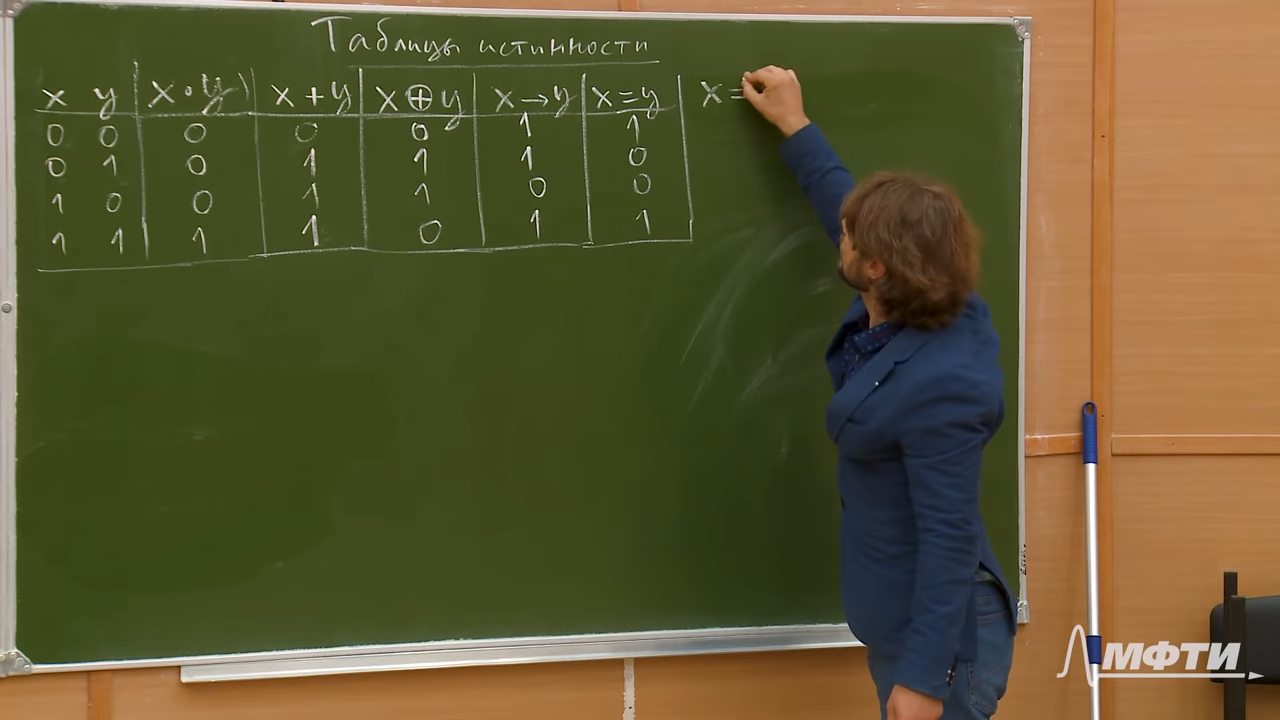 Таблицы истинности
x y x·y x+y x⊕y x→y x=y x=
0 0 0 0 0 1 1
0 1 0 1 1 1 0
1 0 0 1 1 0 0
1 1 1 1 0 1 1
МФТИ